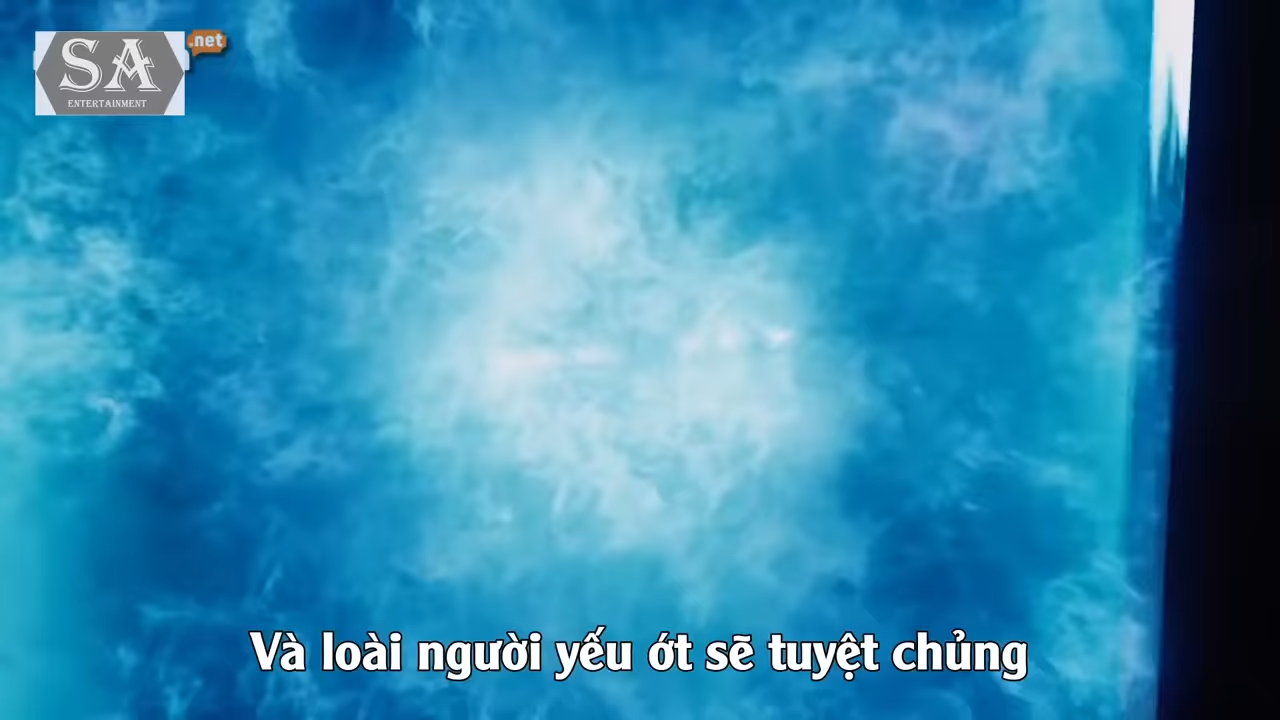 SA
.net
ENTERTAINMENT
Và loài người yếu ớt sẽ tuyệt chủng